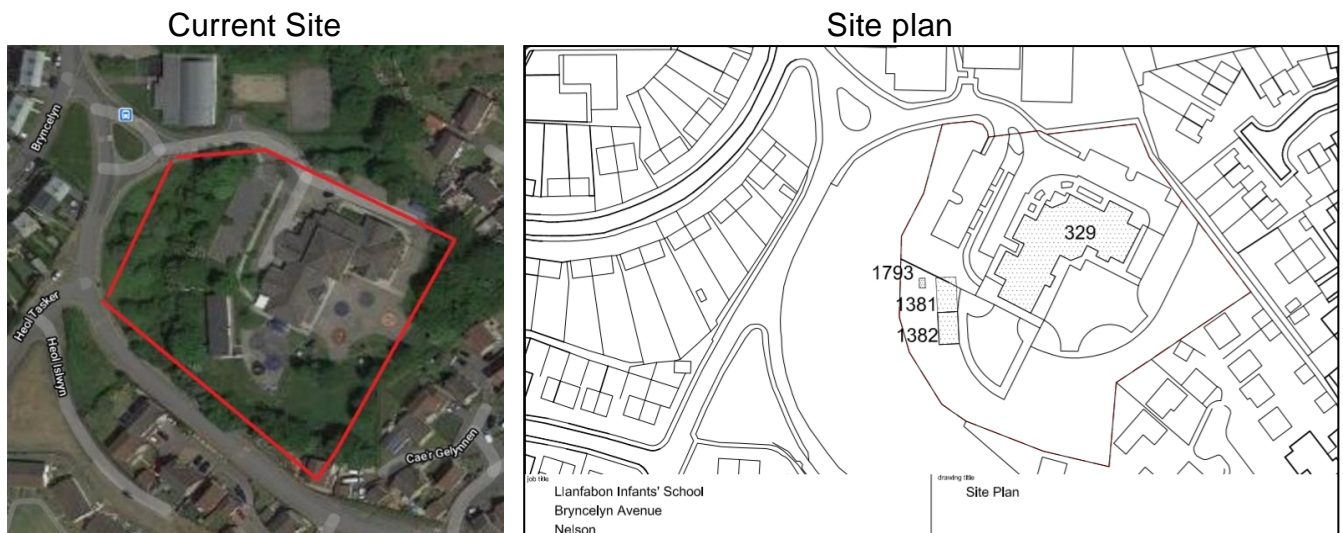 Current Site
Site plan
Bryncelyn
Heol Tasker
Heol Islwyn
Cae'r Gelynnen
329
1793
1381
1382
job title
Llanfabon Infants' School
Bryncelyn Avenue
Nelson
drawing title
Site Plan